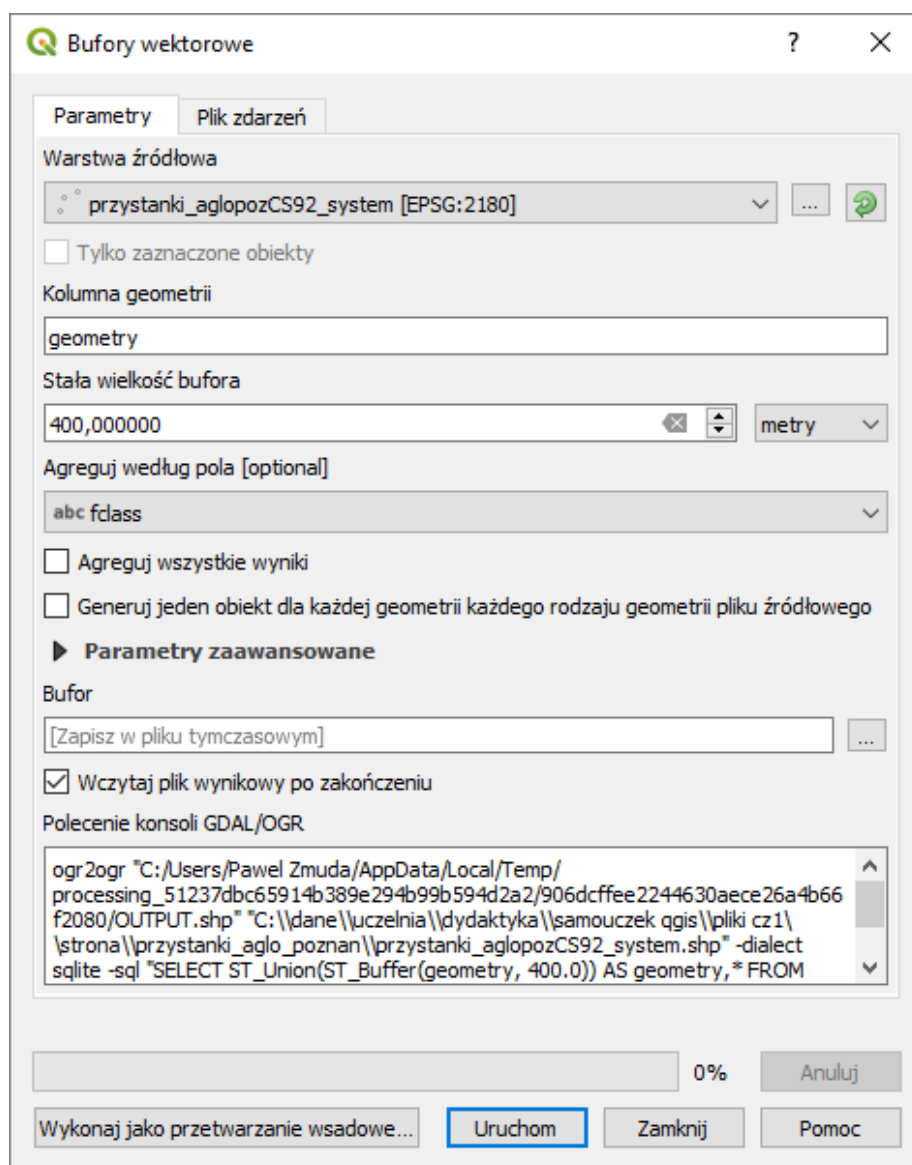 Bufory wektorowe
?
Parametry
Plik zdarzeń
Warstwa źródłowa
przystanki_aglopozCS92_system [EPSG:2180]
...
Tylko zaznaczone obiekty
Kolumna geometrii
geometry
Stała wielkość bufora
400,000000
metry
Agreguj według pola [optional]
abc fclass
Agreguj wszystkie wyniki
Generuj jeden obiekt dla każdej geometrii każdego rodzaju geometrii pliku źródłowego
Parametry zaawansowane
Bufor
[Zapisz w pliku tymczasowym]
...
Wczytaj plik wynikowy po zakończeniu
Polecenie konsoli GDAL/OGR
ogr2ogr "C:/Users/Pawel Zmuda/AppData/Local/Temp/
processing_51237dbc65914b389e294b99b594d2a2/906dcffee2244630aece26a4b66
f2080/OUTPUT.shp" "C:\\dane\\uczelnia\\dydaktyka\\samouczek qgis\\pliki cz1\
\strona\\przystanki_aglo_poznan\\przystanki_aglopozCS92_system.shp" -dialect
sqlite -sql "SELECT ST_Union(ST_Buffer(geometry, 400.0)) AS geometry,* FROM
0%
Anuluj
Wykonaj jako przetwarzanie wsadowe...
Uruchom
Zamknij
Pomoc